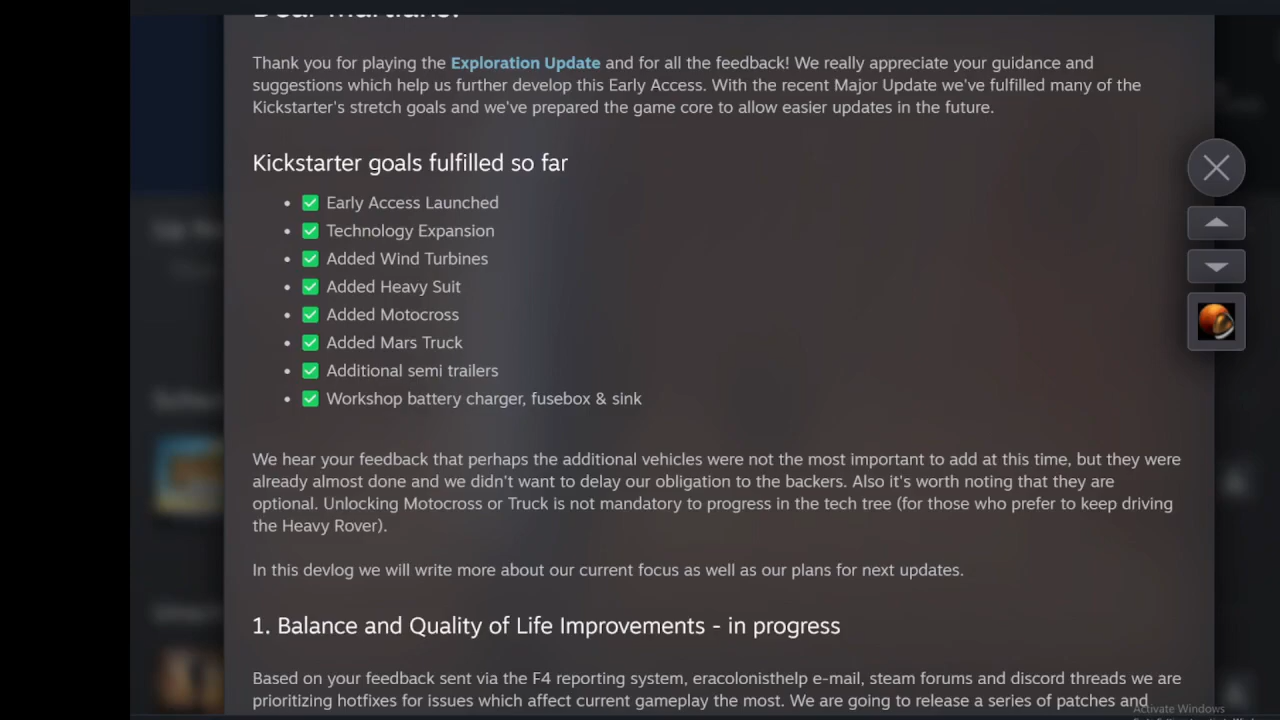 Dear Martians!
Thank you for playing the Exploration Update and for all the feedback! We really appreciate your guidance and
suggestions which help us further develop this Early Access. With the recent Major Update we've fulfilled many of the
Kickstarter's stretch goals and we've prepared the game core to allow easier updates in the future.
Kickstarter goals fulfilled so far
• ✅ Early Access Launched
• ✅ Technology Expansion
• ✅ Added Wind Turbines
• ✅ Added Heavy Suit
• ✅ Added Motocross
• ✅ Added Mars Truck
• ✅ Additional semi trailers
• ✅ Workshop battery charger, fusebox & sink
We hear your feedback that perhaps the additional vehicles were not the most important to add at this time, but they were
already almost done and we didn't want to delay our obligation to the backers. Also it's worth noting that they are
optional. Unlocking Motocross or Truck is not mandatory to progress in the tech tree (for those who prefer to keep driving
the Heavy Rover).
In this devlog we will write more about our current focus as well as our plans for next updates.
1. Balance and Quality of Life Improvements - in progress
Based on your feedback sent via the F4 reporting system, eracolonisthelp e-mail, steam forums and discord threads we are
prioritizing hotfixes for issues which affect current gameplay the most. We are going to release a series of patches and
Activate Windows